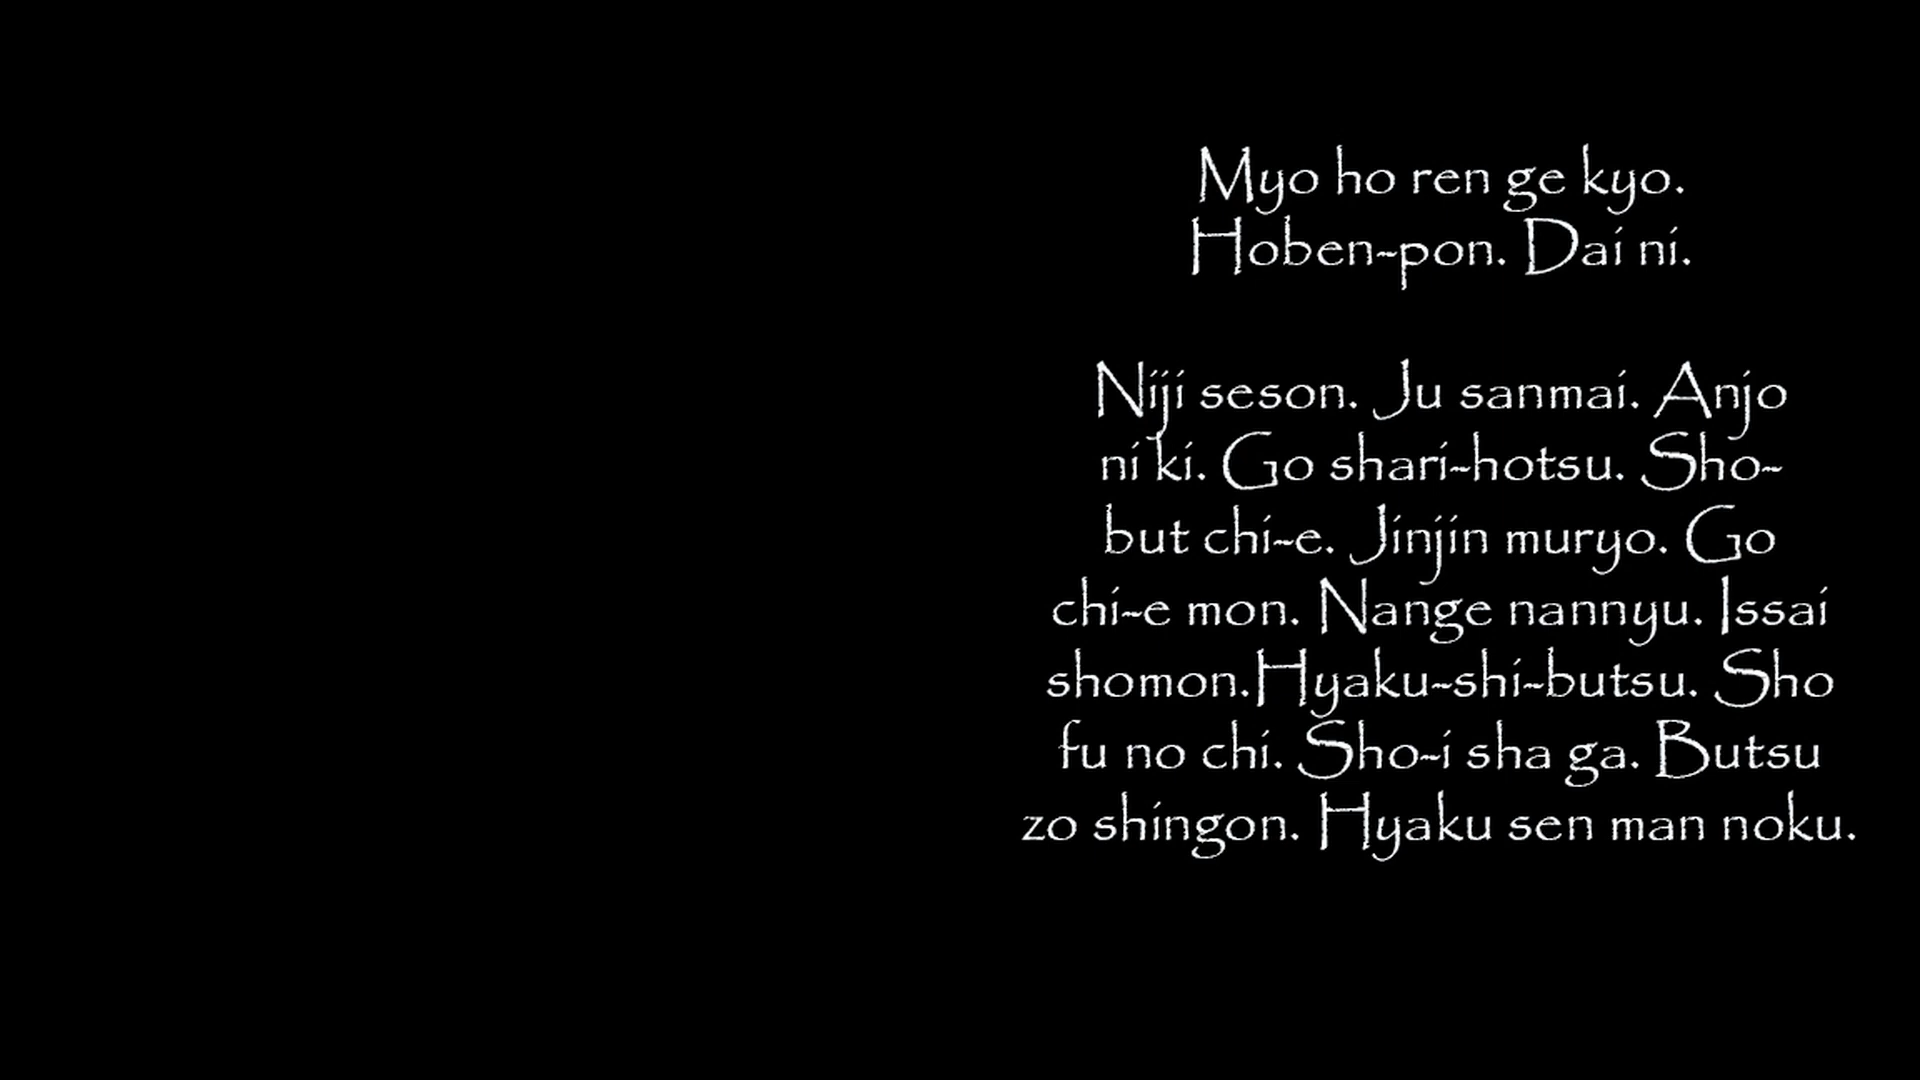 Myo ho ren ge kyo.
Hoben-pon. Dai ni.
Niji seson. Ju sanmai. Anjo
ni ki. Go shari-hotsu. Sho-
but chi-e. Jinjin muryo. Go
chi-e mon. Nange nannyu. Issai
shomon.Hyaku-shi-butsu. Sho
fu no chi. Sho-i sha ga. Butsu
zo shingon. Hyaku sen man noku.